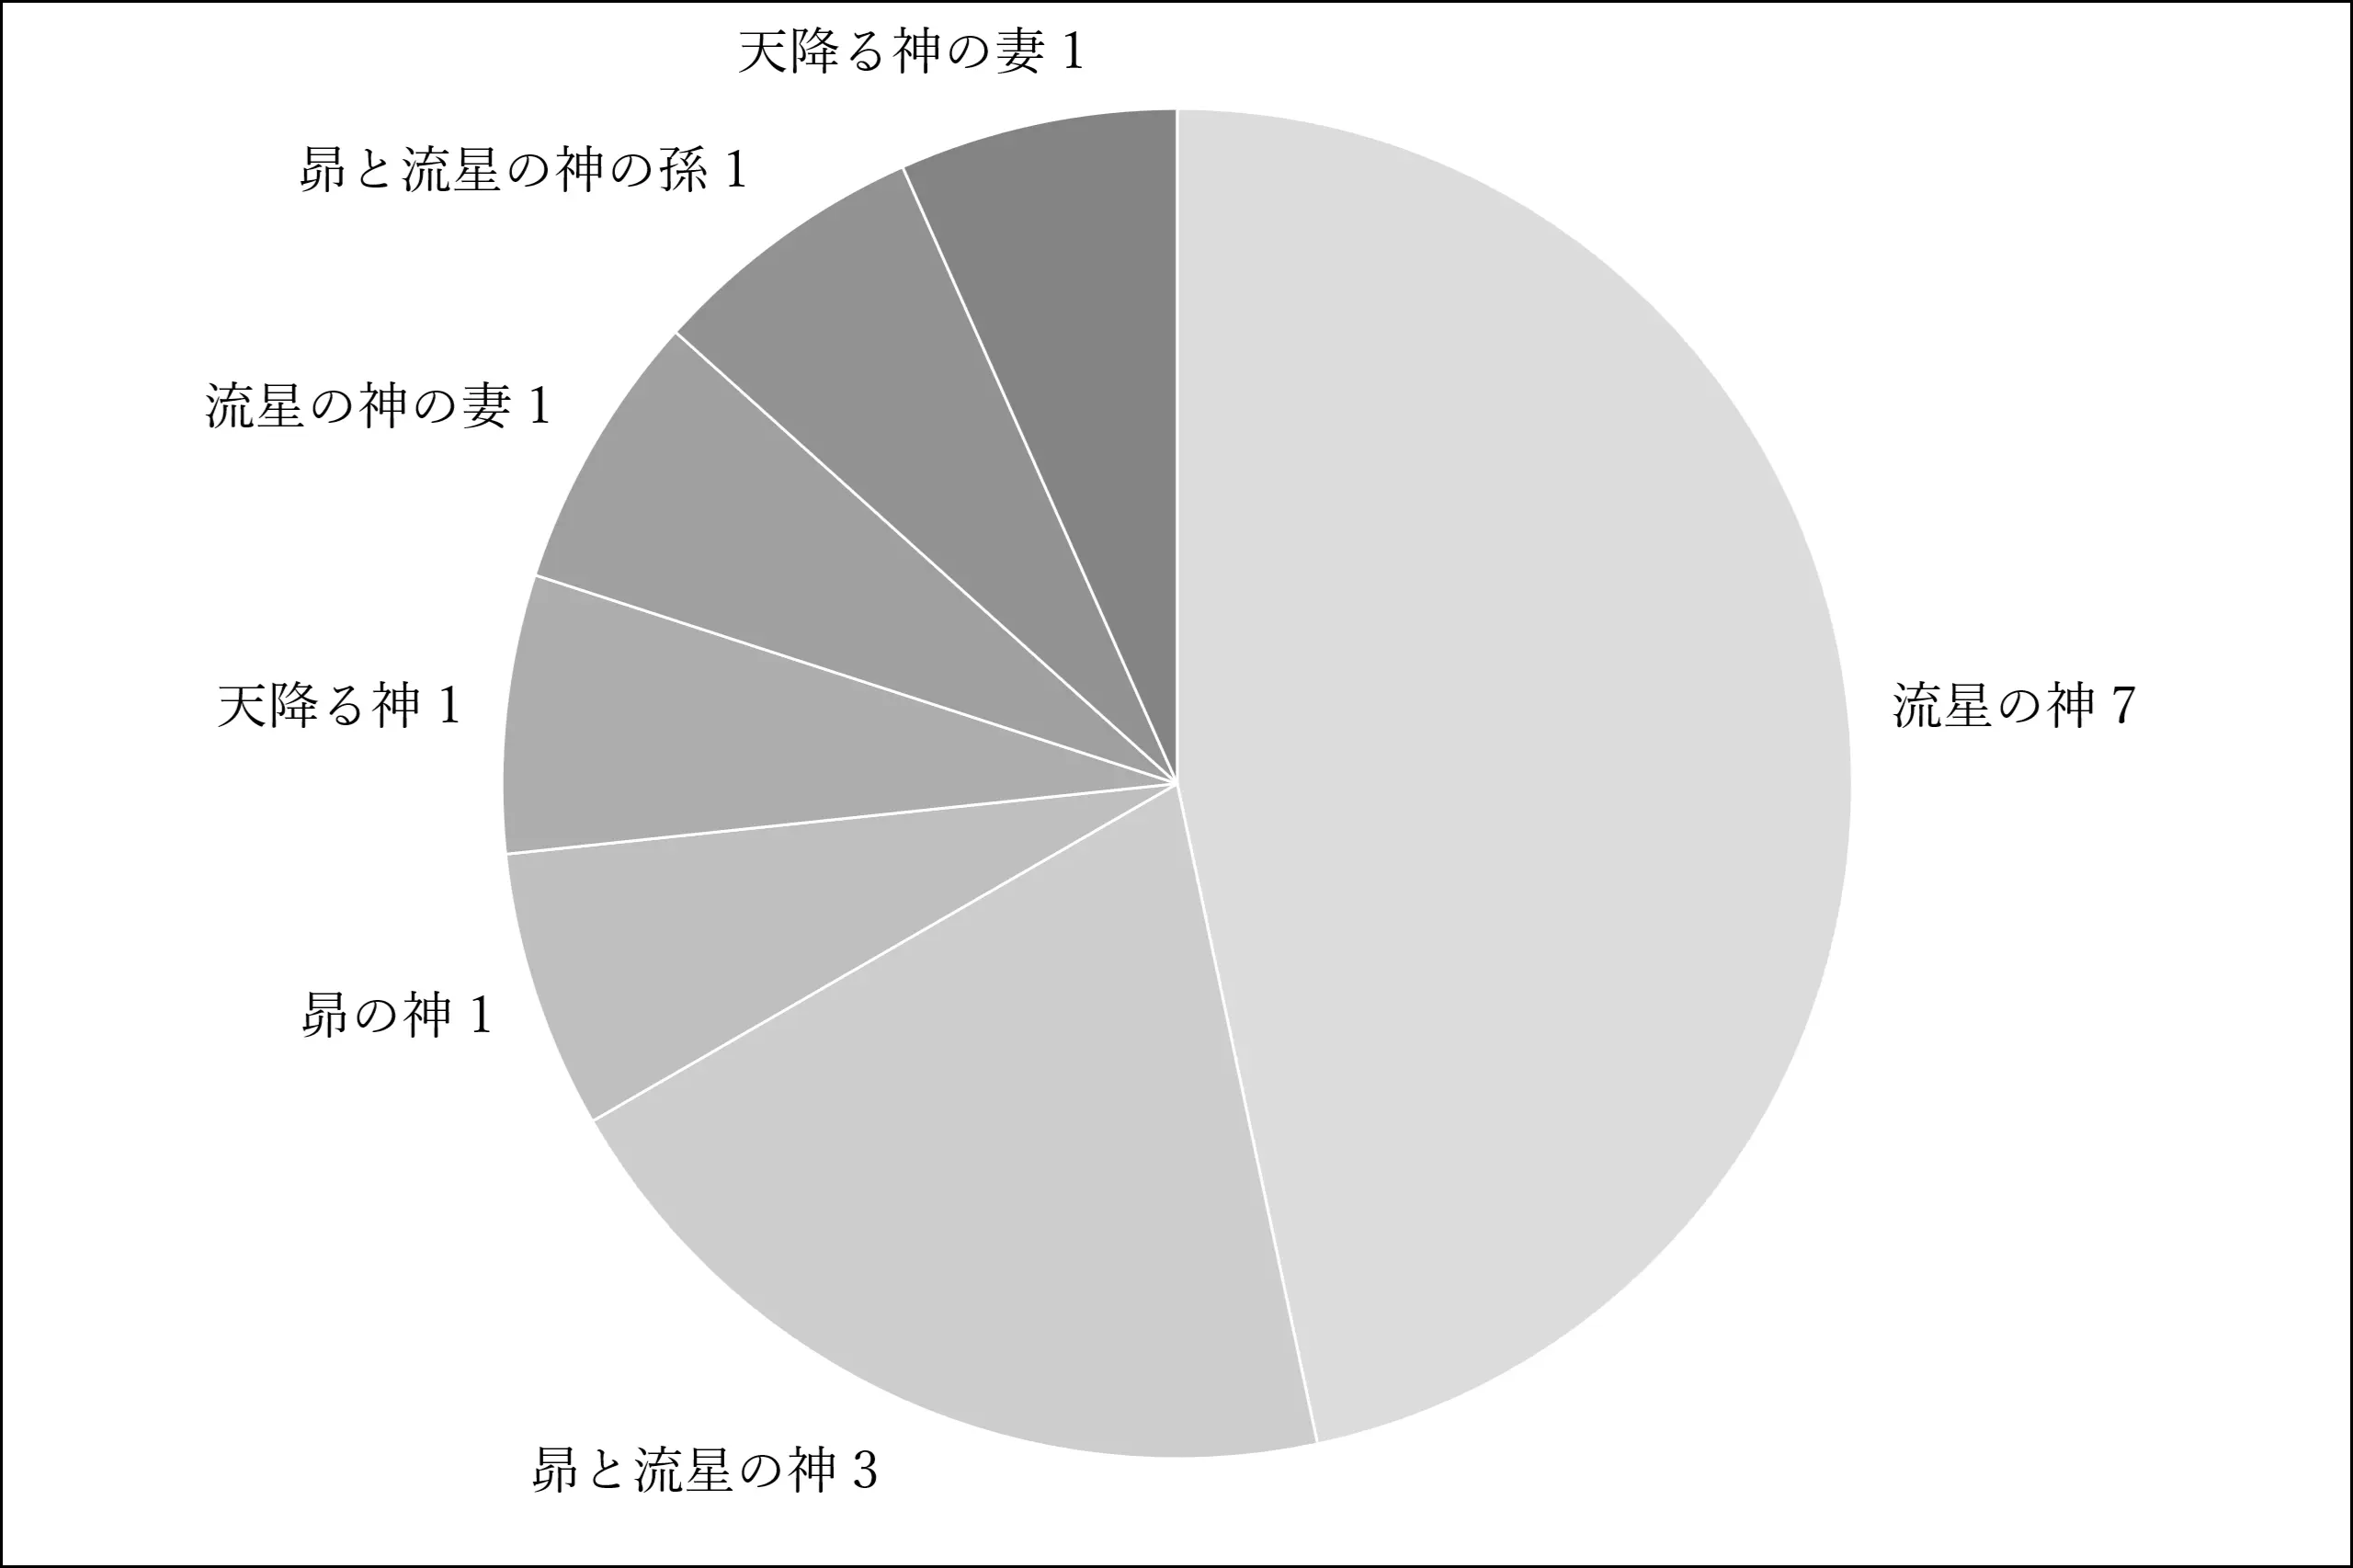 天降る神の妻 1
昴と流星の神の孫 1
流星の神の妻 1
天降る神 1
流星の神 7
昴の神 1
昴と流星の神 3